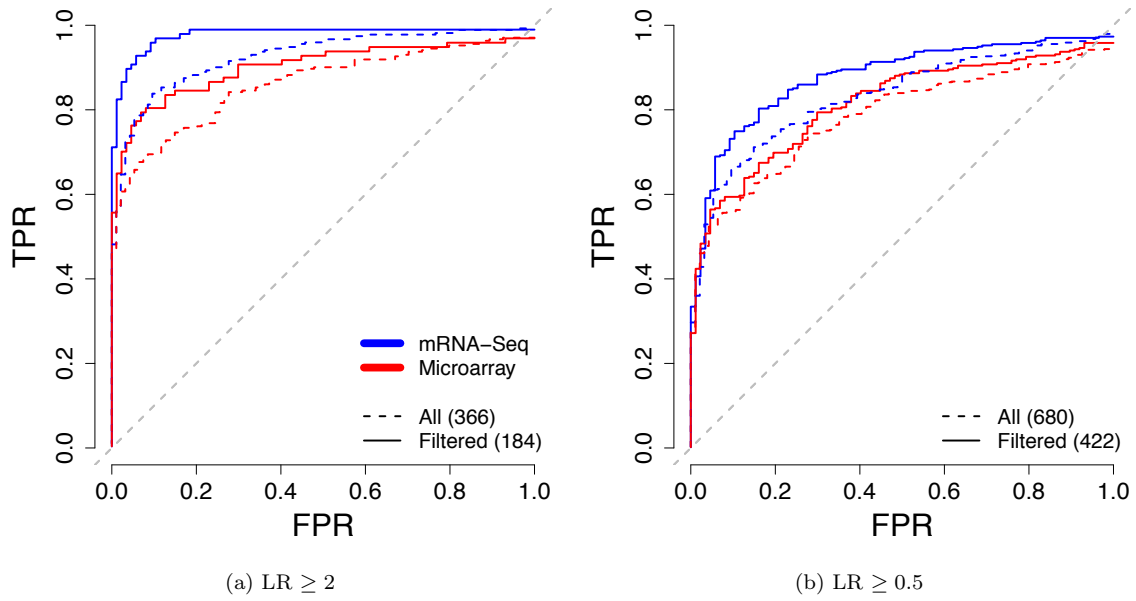 TPR
1.0
0.8
0.6
0.4
0.2
0.0
mRNA−Seq
Microarray
All (366)
Filtered (184)
0.0 0.2 0.4 0.6 0.8 1.0
FPR
(a) LR ≥ 2
TPR
1.0
0.8
0.6
0.4
0.2
0.0
All (680)
Filtered (422)
0.0 0.2 0.4 0.6 0.8 1.0
FPR
(b) LR ≥ 0.5